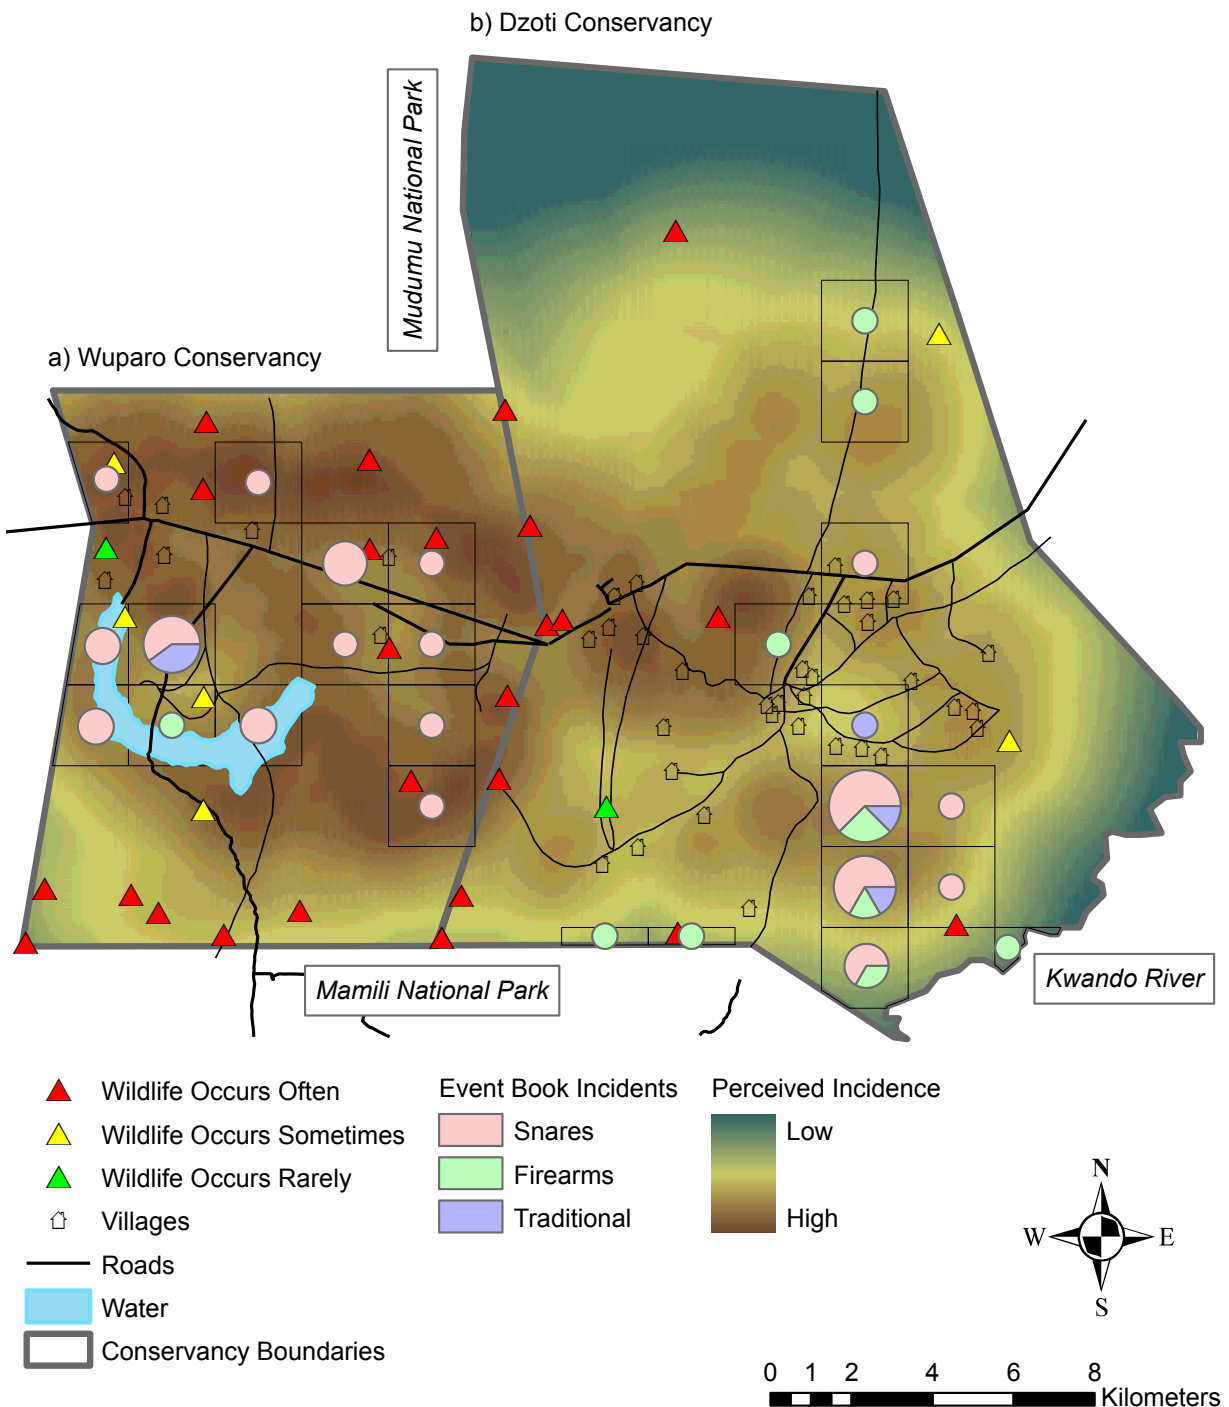 b) Dzoti Conservancy
Mudumu National Park
a) Wuparo Conservancy
Mamili National Park
Kwando River
Wildlife Occurs Often
Wildlife Occurs Sometimes
Wildlife Occurs Rarely
Villages
Roads
Water
Conservancy Boundaries
Event Book Incidents
Snares
Firearms
Traditional
Perceived Incidence
Low
High
N
W E
S
0 1 2 4 6 8
Kilometers